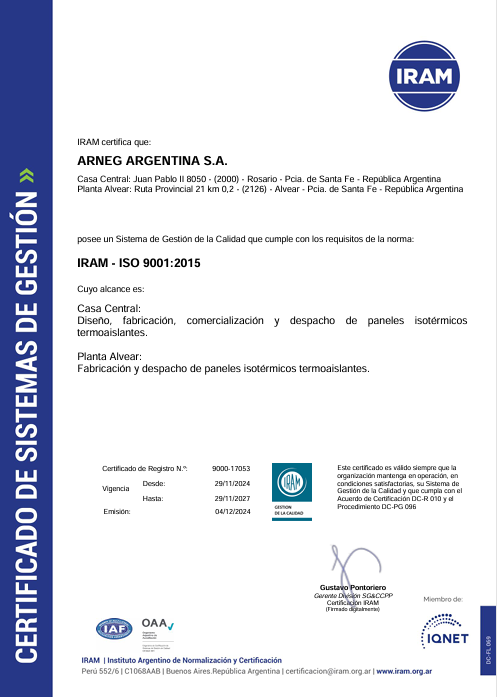 CERTIFICADO DE SISTEMAS DE GESTIÓN »
IRAM
IRAM certifica que:
ARNEG ARGENTINA S.A.
Casa Central: Juan Pablo II 8050 - (2000) - Rosario - Pcia. de Santa Fe - República Argentina
Planta Alvear: Ruta Provincial 21 km 0,2 - (2126) - Alvear - Pcia. de Santa Fe - República Argentina
posee un Sistema de Gestión de la Calidad que cumple con los requisitos de la norma:
IRAM - ISO 9001:2015
Cuyo alcance es:
Casa Central:
Diseño, fabricación, comercialización y despacho de paneles isotérmicos
termoaislantes.
Planta Alvear:
Fabricación y despacho de paneles isotérmicos termoaislantes.
Certificado de Registro N.º: 9000-17053
Vigencia
Desde: 29/11/2024
Hasta: 29/11/2027
Emisión: 04/12/2024
IRAM
GESTION
DE LA CALIDAD
Este certificado es válido siempre que la
organización mantenga en operación, en
condiciones satisfactorias, su Sistema de
Gestión de la Calidad y que cumpla con el
Acuerdo de Certificación DC-R 010 y el
Procedimiento DC-PG 096
Gustavo Pontoriero
Gerente División SG&CCPP
Certificación IRAM
(Firmado digitalmente)
Miembro de:
IAF
OAA
IQNET
DC-FL 066
IRAM | Instituto Argentino de Normalización y Certificación
Perú 552/6 | C1068AAB | Buenos Aires.República Argentina | certificacion@iram.org.ar | www.iram.org.ar